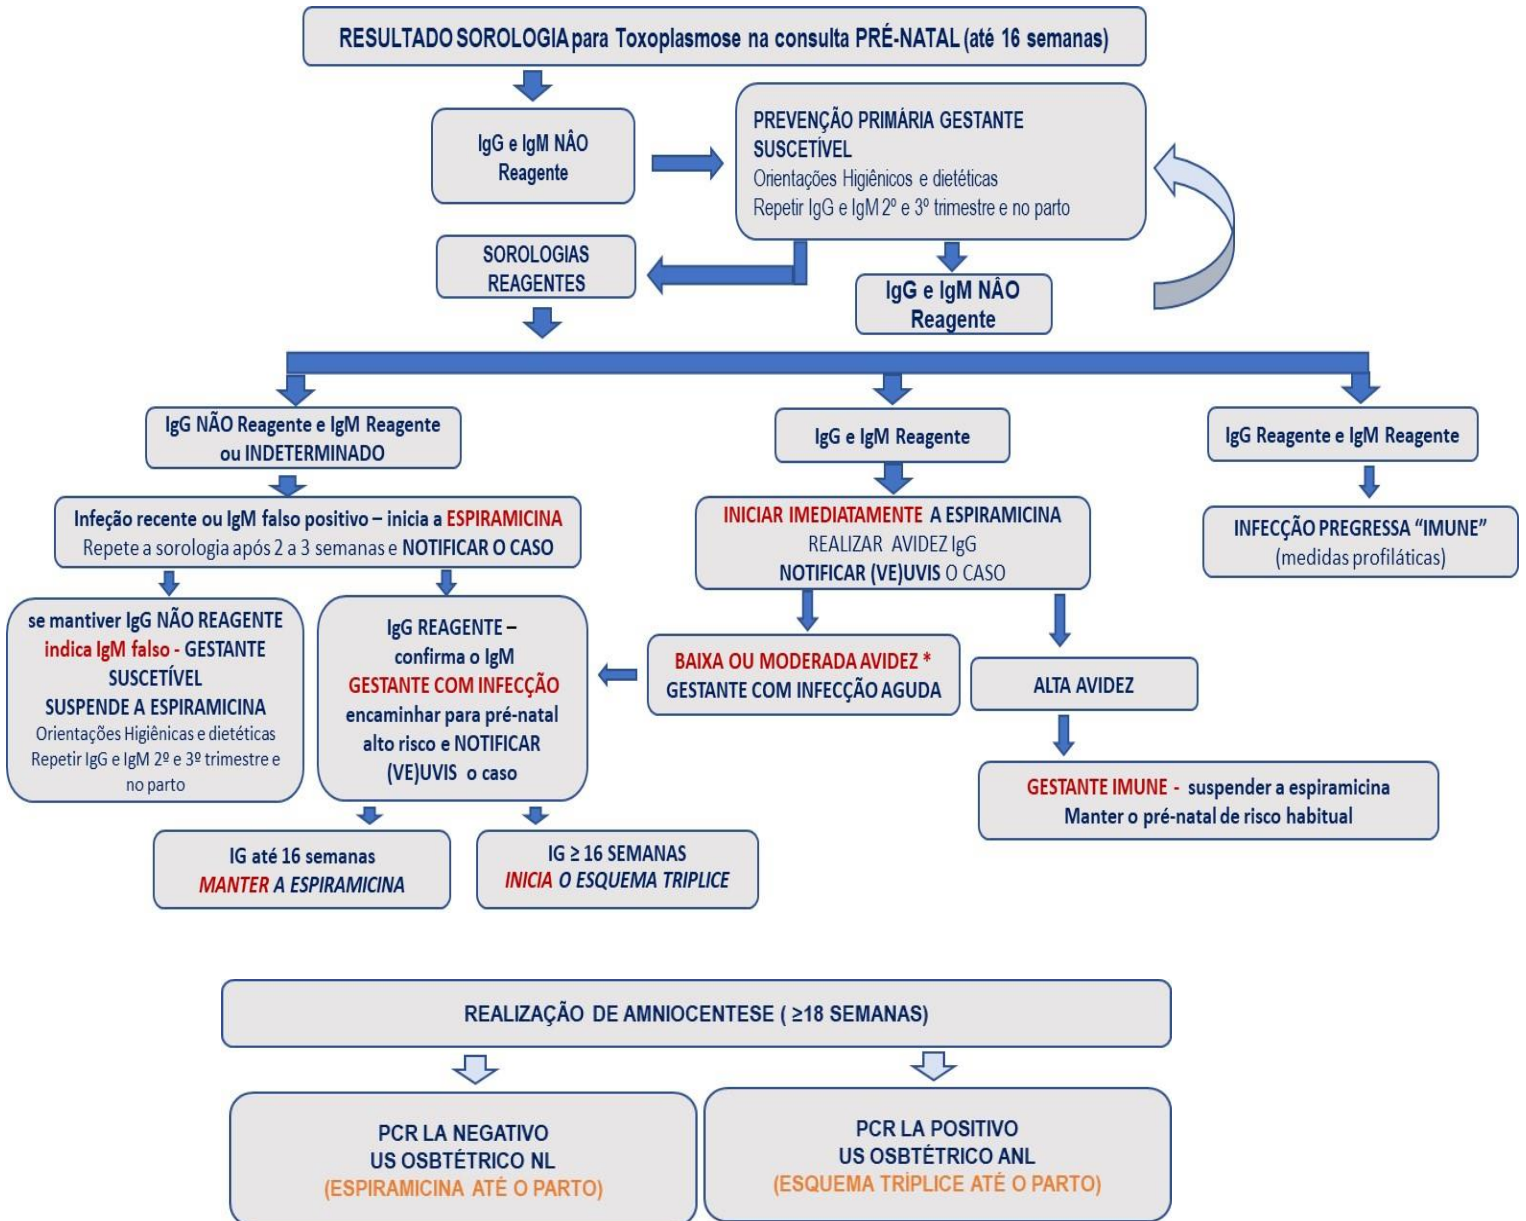 RESULTADO SOROLOGIA para Toxoplasmose na consulta PRÉ-NATAL (até 16 semanas)
IgG e IgM NÂO
Reagente
PREVENÇÃO PRIMÁRIA GESTANTE
SUSCETÍVEL
Orientações Higiênicos e dietéticas
Repetir IgG e IgM 2º e 3º trimestre e no parto
SOROLOGIAS
REAGENTES
IgG e IgM NÂO
Reagente
IgG NÃO Reagente e IgM Reagente
ou INDETERMINADO
IgG e IgM Reagente
IgG Reagente e IgM Reagente
Infeção recente ou IgM falso positivo – inicia a ESPIRAMICINA
Repete a sorologia após 2 a 3 semanas e NOTIFICAR O CASO
INICIAR IMEDIATAMENTE A ESPIRAMICINA
REALIZAR AVIDEZ IgG
NOTIFICAR (VE)UVIS O CASO
INFECÇÃO PREGRESSA “IMUNE”
(medidas profiláticas)
se mantiver IgG NÃO REAGENTE
indica IgM falso - GESTANTE
SUSCETÍVEL
SUSPENDE A ESPIRAMICINA
Orientações Higiênicas e dietéticas
Repetir IgG e IgM 2º e 3º trimestre e
no parto
IgG REAGENTE –
confirma o IgM
GESTANTE COM INFECÇÃO
encaminhar para pré-natal
alto risco e NOTIFICAR
(VE)UVIS o caso
BAIXA OU MODERADA AVIDEZ *
GESTANTE COM INFECÇÃO AGUDA
ALTA AVIDEZ
GESTANTE IMUNE - suspender a espiramicina
Manter o pré-natal de risco habitual
IG até 16 semanas
MANTER A ESPIRAMICINA
IG ≥ 16 SEMANAS
INICIA O ESQUEMA TRIPLICE
REALIZAÇÃO DE AMNIOCENTESE ( ≥18 SEMANAS)
PCR LA NEGATIVO
US OSBTÉTRICO NL
(ESPIRAMICINA ATÉ O PARTO)
PCR LA POSITIVO
US OSBTÉTRICO ANL
(ESQUEMA TRÍPLICE ATÉ O PARTO)